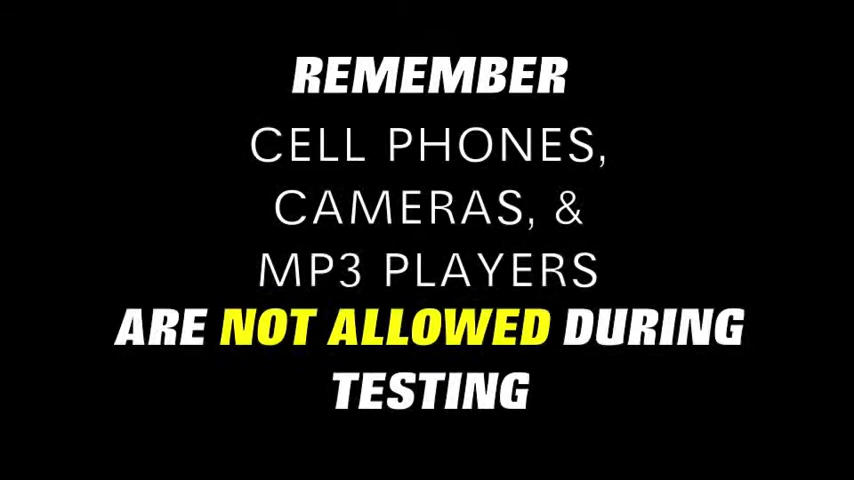 REMEMBER
CELL PHONES,
CAMERAS, &
MP3 PLAYERS
ARE NOT ALLOWED DURING
TESTING